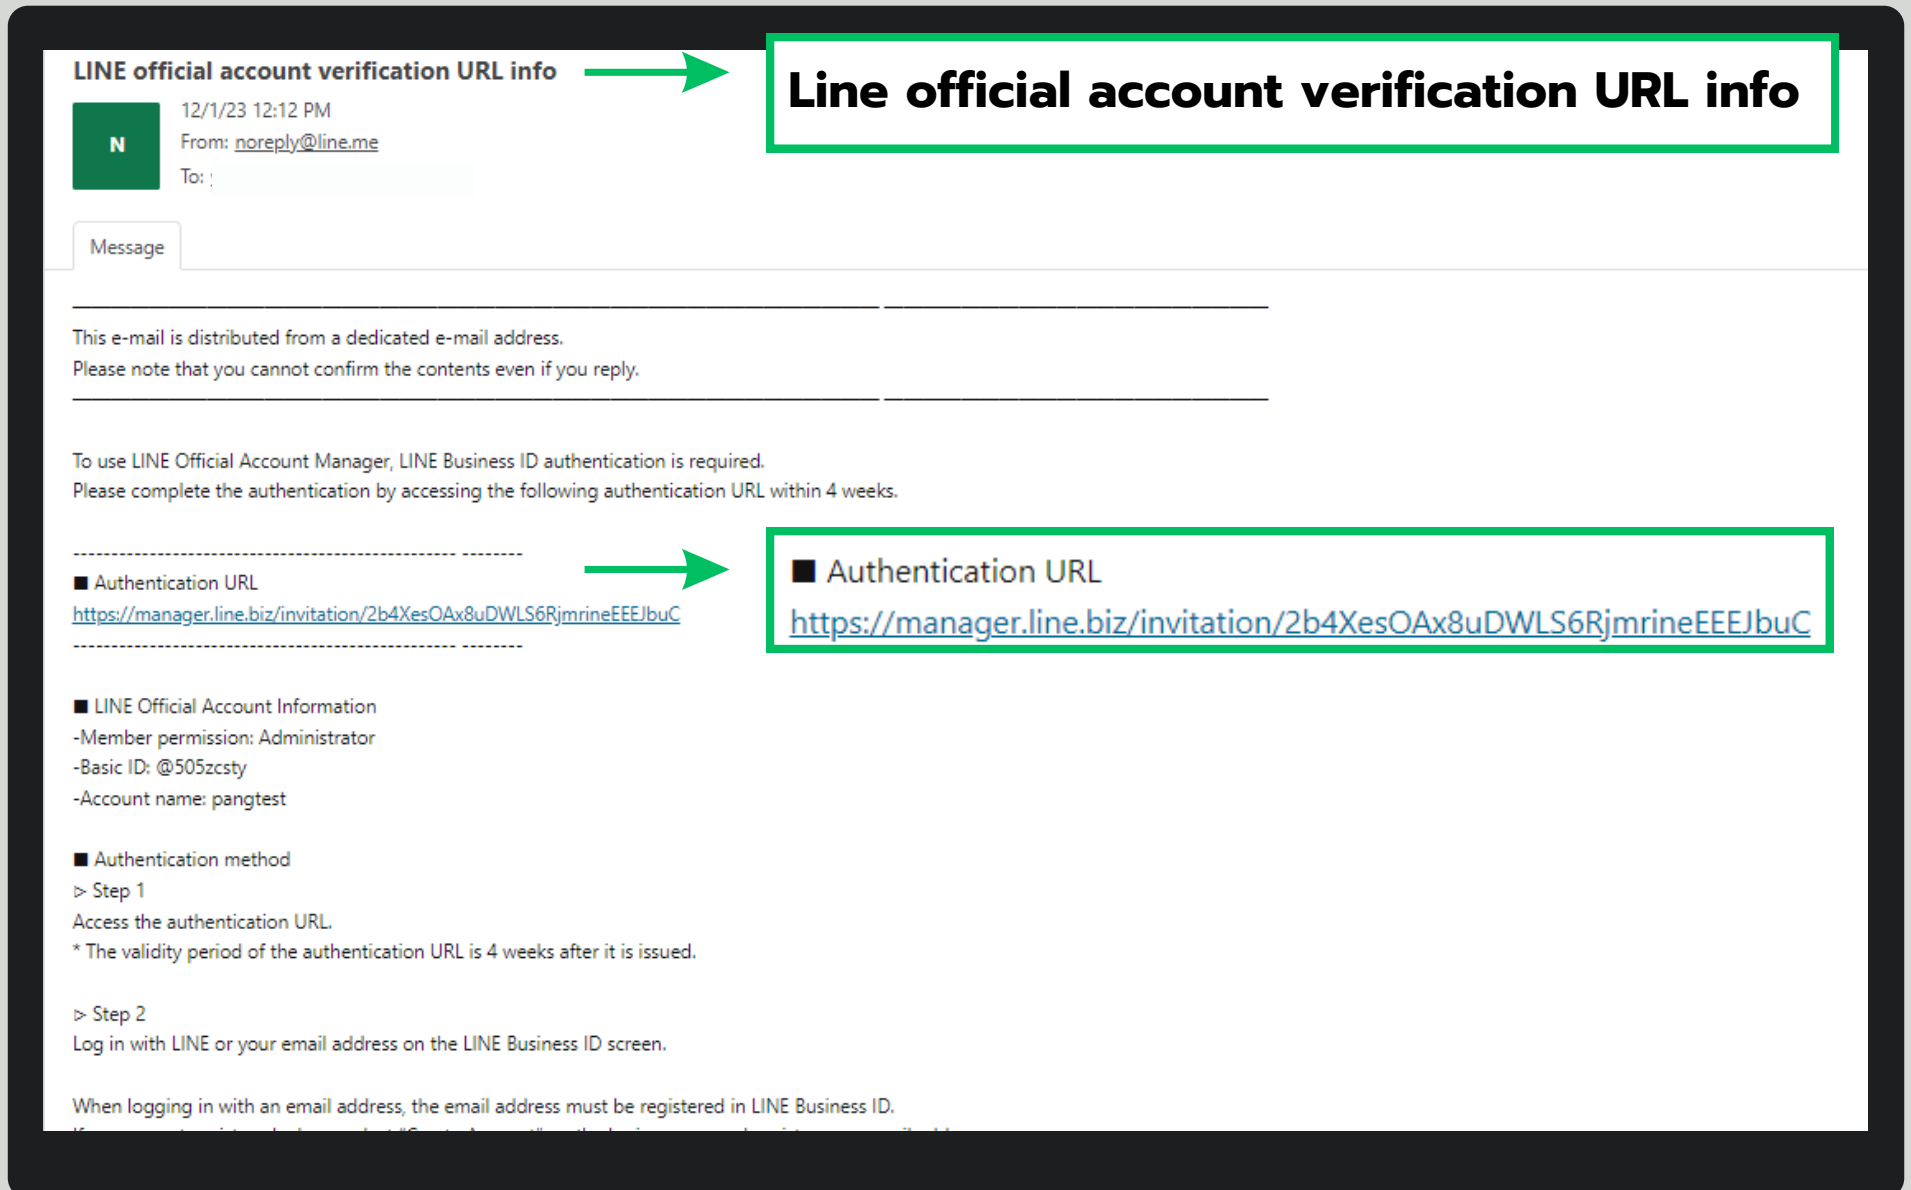 LINE official account verification URL info
Line official account verification URL info
N
12/1/23 12:12 PM
From: noreply@line.me
To:
Message
This e-mail is distributed from a dedicated e-mail address.
Please note that you cannot confirm the contents even if you reply.
To use LINE Official Account Manager, LINE Business ID authentication is required.
Please complete the authentication by accessing the following authentication URL within 4 weeks.
--------------------------------------------------- --------
■ Authentication URL
https://manager.line.biz/invitation/2b4XesOAx8uDWLS6RjmrineEEEJbuC
--------------------------------------------------- --------
■ Authentication URL
https://manager.line.biz/invitation/2b4XesOAx8uDWLS6RjmrineEEEJbuC
■ LINE Official Account Information
-Member permission: Administrator
-Basic ID: @505zcsty
-Account name: pangtest
■ Authentication method
▷ Step 1
Access the authentication URL.
* The validity period of the authentication URL is 4 weeks after it is issued.
▷ Step 2
Log in with LINE or your email address on the LINE Business ID screen.
When logging in with an email address, the email address must be registered in LINE Business ID.